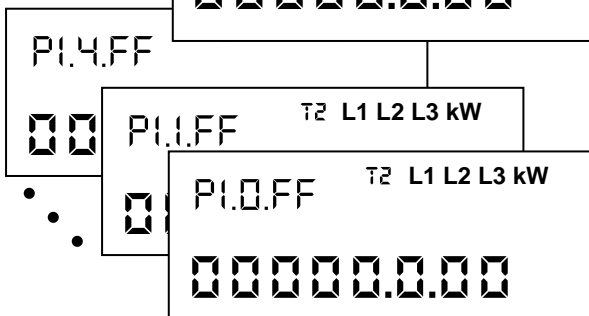 P1.4.FF
00
P1.1.FF T2 L1 L2 L3 kW
0
P1.0.FF T2 L1 L2 L3 kW
00000.0.00